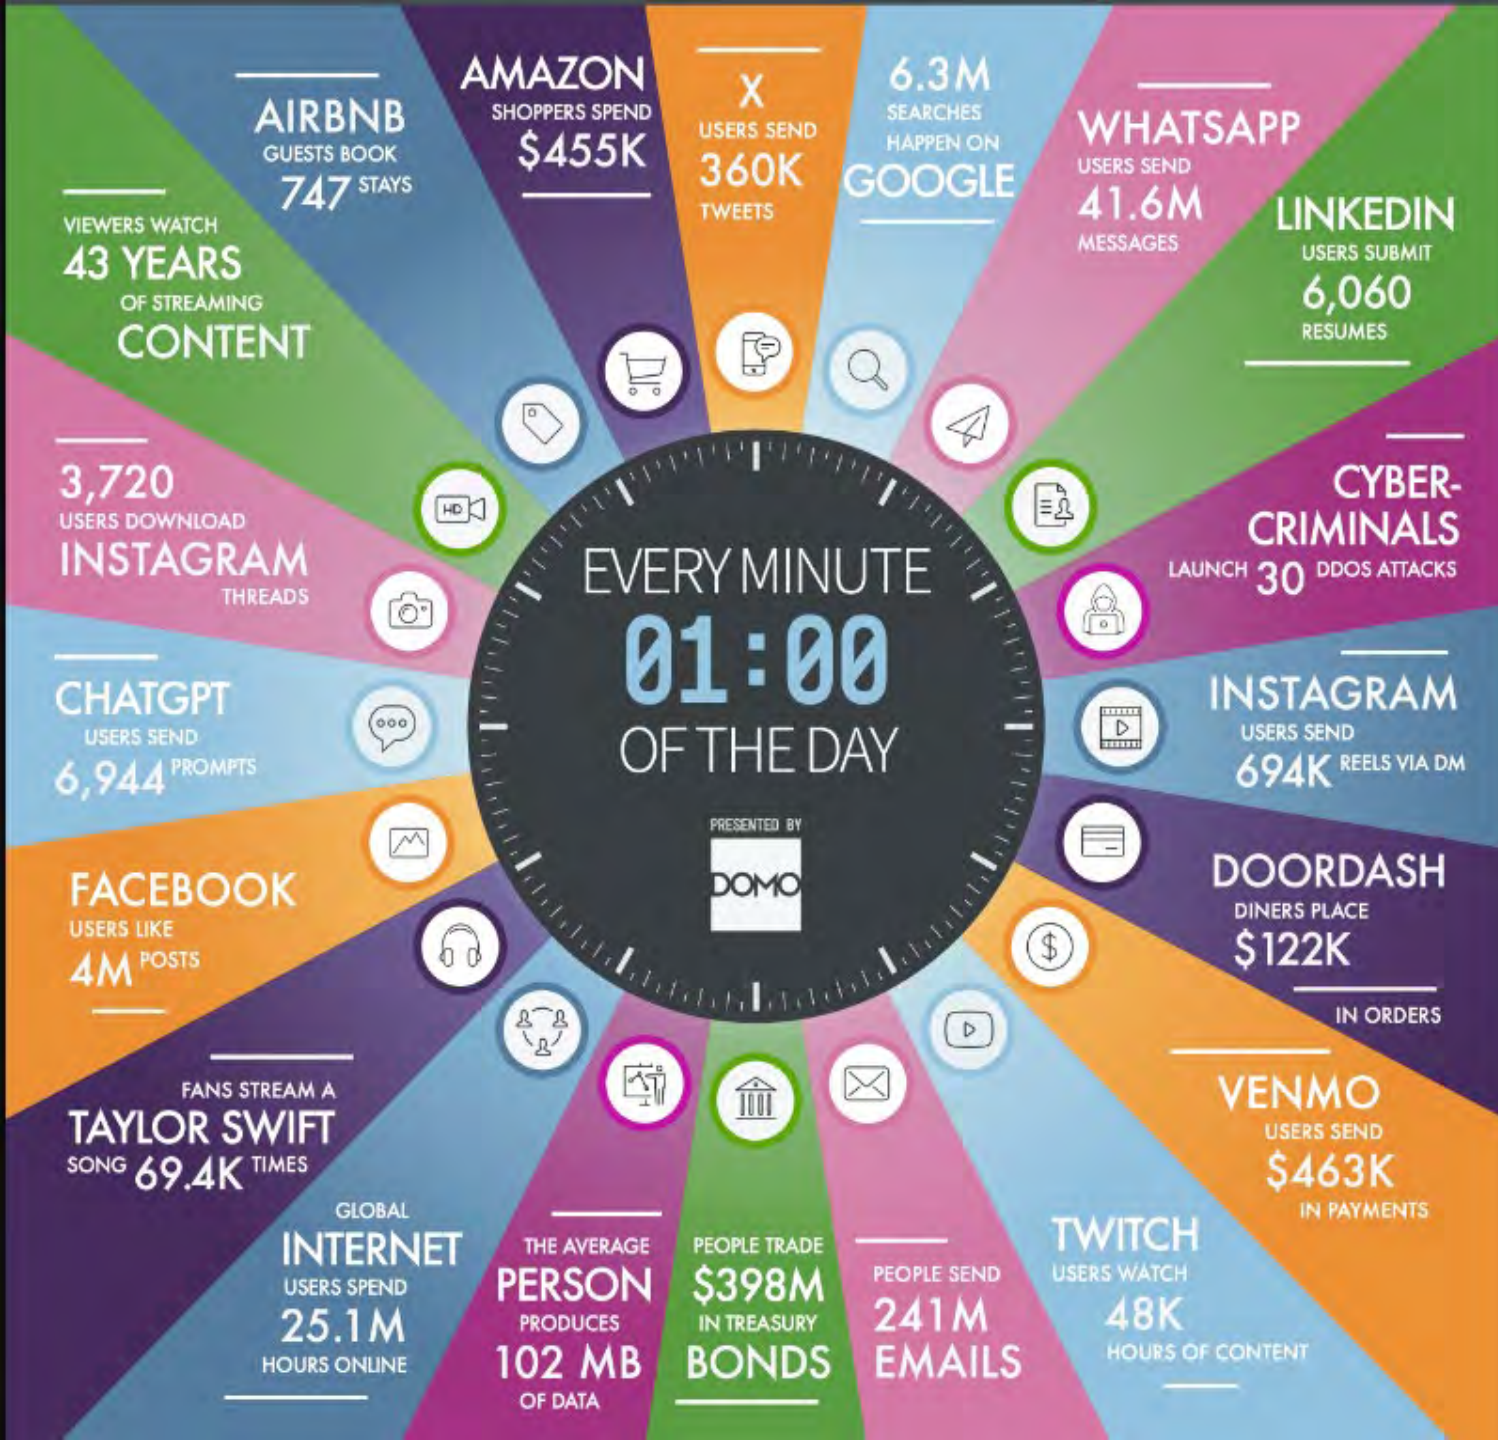 X
USERS SEND
360K
TWEETS
6.3M
SEARCHES
HAPPEN ON
GOOGLE
WHATSAPP
USERS SEND
41.6M
MESSAGES
LINKEDIN
USERS SUBMIT
6,060
RESUMES
CYBER-
CRIMINALS
LAUNCH 30 DDOS ATTACKS
INSTAGRAM
USERS SEND
694K REELS VIA DM
DOORDASH
DINERS PLACE
$122K
IN ORDERS
VENMO
USERS SEND
$463K
IN PAYMENTS
TWITCH
USERS WATCH
48K
HOURS OF CONTENT
PEOPLE SEND
241M
EMAILS
PEOPLE TRADE
$398M
IN TREASURY
BONDS
THE AVERAGE
PERSON
PRODUCES
102 MB
OF DATA
GLOBAL
INTERNET
USERS SPEND
25.1M
HOURS ONLINE
FANS STREAM A
TAYLOR SWIFT
SONG 69.4K TIMES
FACEBOOK
USERS LIKE
4M POSTS
CHATGPT
USERS SEND
6,944 PROMPTS
3,720
USERS DOWNLOAD
INSTAGRAM
THREADS
VIEWERS WATCH
43 YEARS
OF STREAMING
CONTENT
AIRBNB
GUESTS BOOK
747 STAYS
AMAZON
SHOPPERS SPEND
$455K
HD
EVERY MINUTE
01:00
OF THE DAY
PRESENTED BY
DOMO